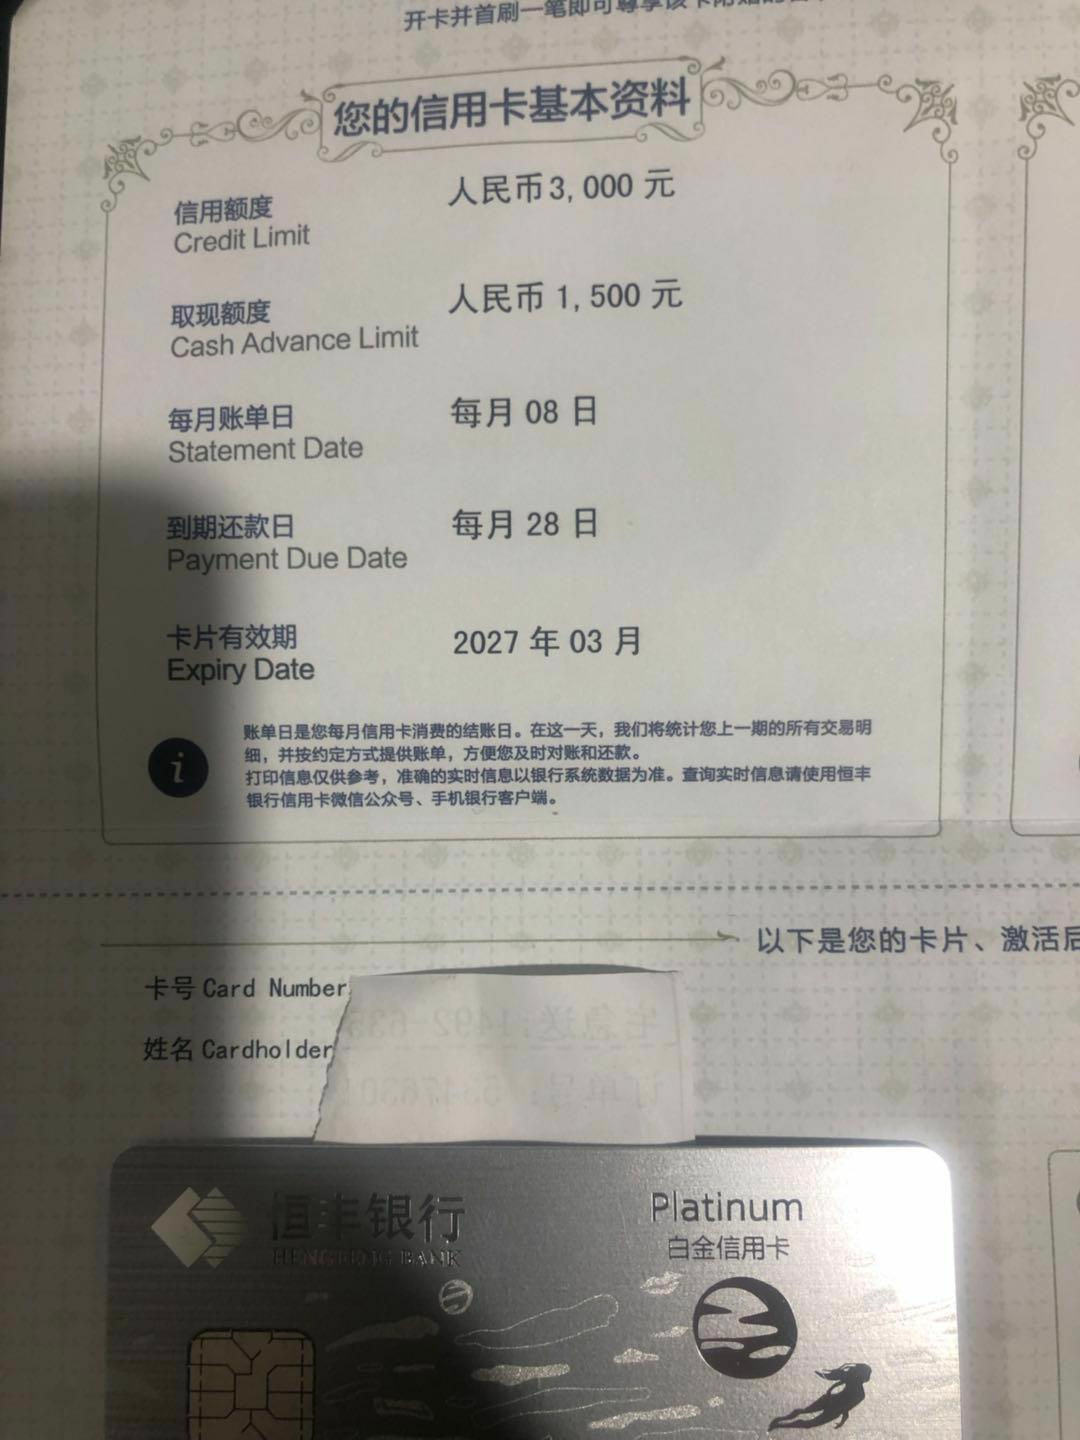 开卡并首刷一笔即可尊享该卡附赠的
您的信用卡基本资料
信用额度
Credit Limit
人民币3,000 元
取现额度
Cash Advance Limit
人民币 1,500 元
每月账单日
Statement Date
每月 08 日
到期还款日
Payment Due Date
每月 28 日
卡片有效期
Expiry Date
2027 年 03 月
账单日是您每月信用卡消费的结账日。在这一天，我们将统计您上一期的所有交易明
细，并按约定方式提供账单，方便您及时对账和还款。
打印信息仅供参考，准确的实时信息以银行系统数据为准。查询实时信息请使用恒丰
银行信用卡微信公众号、手机银行客户端。
以下是您的卡片、激活后
卡号 Card Number
姓名 Cardholder
恒丰银行
HENGFENG BANK
Platinum
白金信用卡